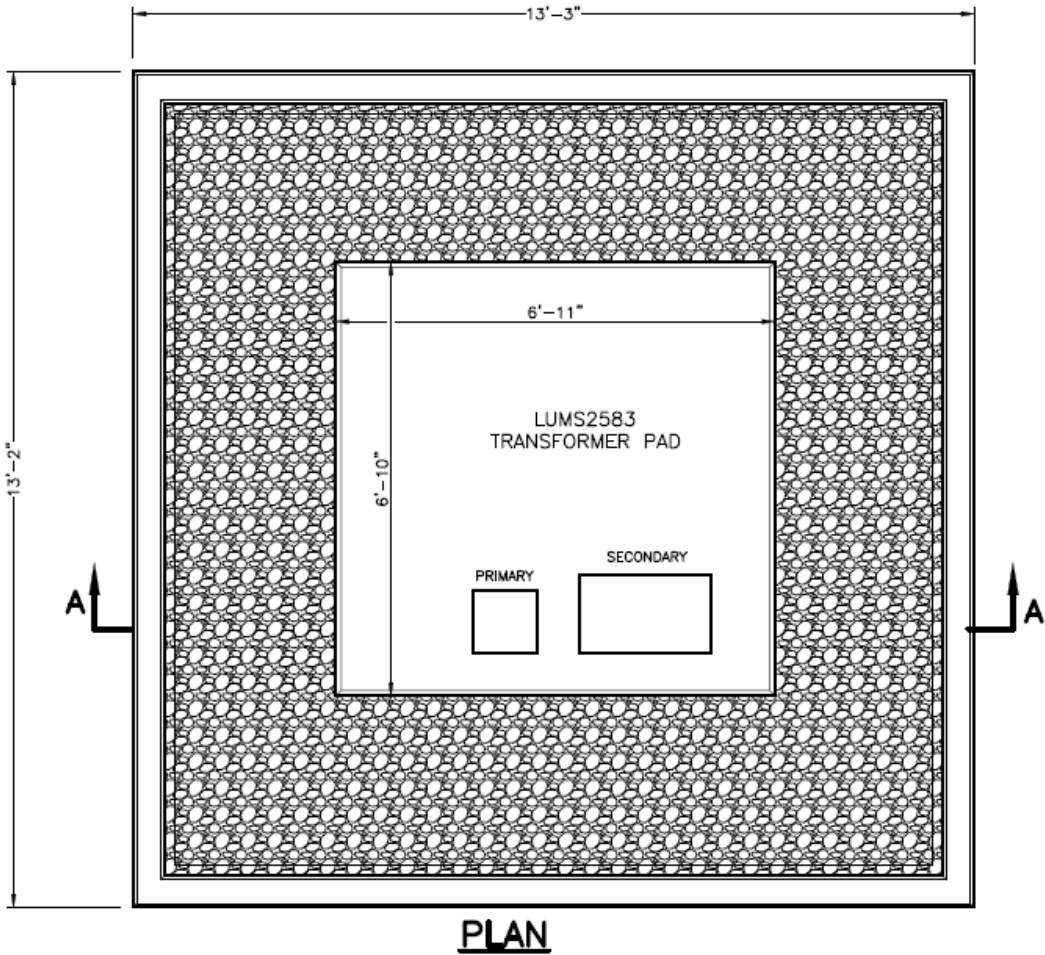 13'-3"
6'-11"
LUMS2583
TRANSFORMER PAD
13'-2"
6'-10"
SECONDARY
PRIMARY
A
A
PLAN